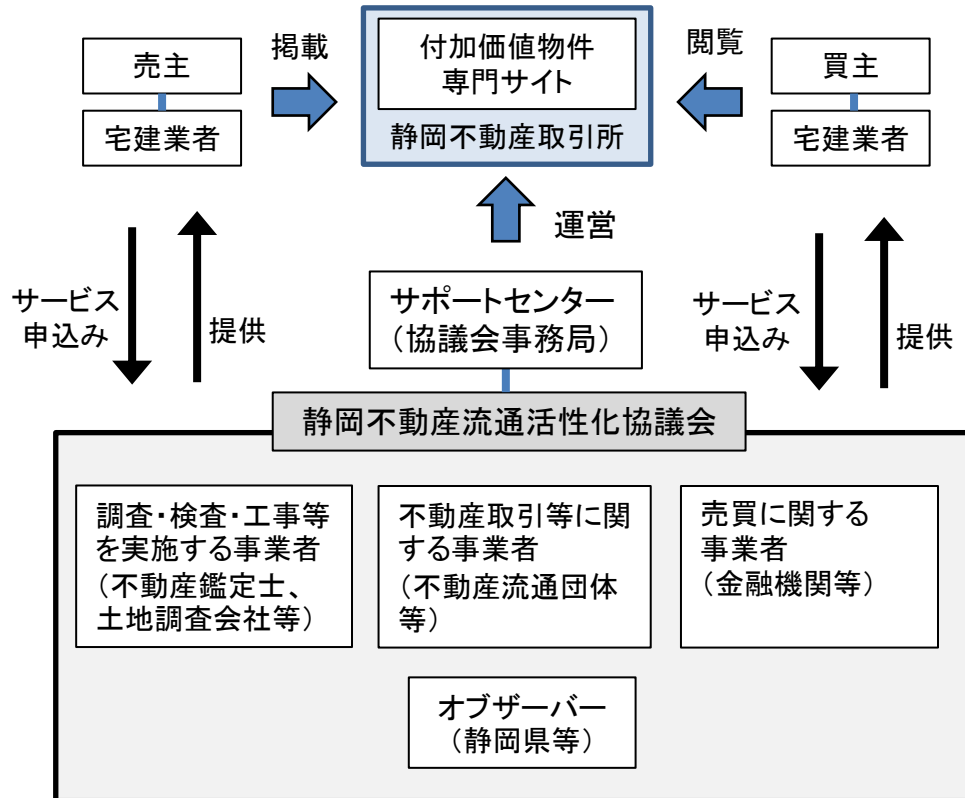 売主
宅建業者
掲載
付加価値物件
専門サイト
静岡不動産取引所
閲覧
買主
宅建業者
運営
サービス
申込み
提供
サポートセンター
（協議会事務局）
サービス
申込み
提供
静岡不動産流通活性化協議会
調査・検査・工事等
を実施する事業者
（不動産鑑定士、
土地調査会社等）
不動産取引等に関
する事業者
（不動産流通団体
等）
売買に関する
事業者
（金融機関等）
オブザーバー
（静岡県等）